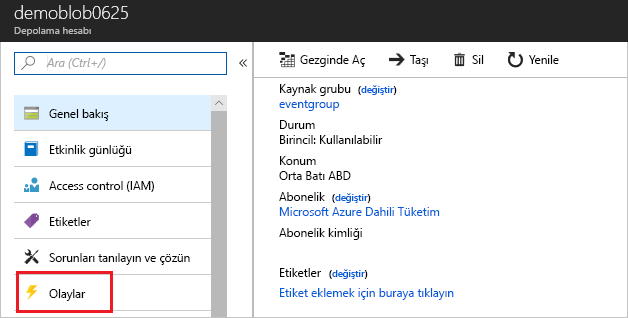 demoblob0625
Depolama hesabı
Ara (Ctrl+/)
Genel bakış
Etkinlik günlüğü
Access control (IAM)
Etiketler
Sorunları tanılayın ve çözün
Olaylar
Gezginde Aç
Taşı
Sil
Yenile
Kaynak grubu (değiştir)
eventgroup
Durum
Birincil: Kullanılabilir
Konum
Orta Batı ABD
Abonelik (değiştir)
Microsoft Azure Dahili Tüketim
Abonelik kimliği
Etiketler (değiştir)
Etiket eklemek için buraya tıklayın